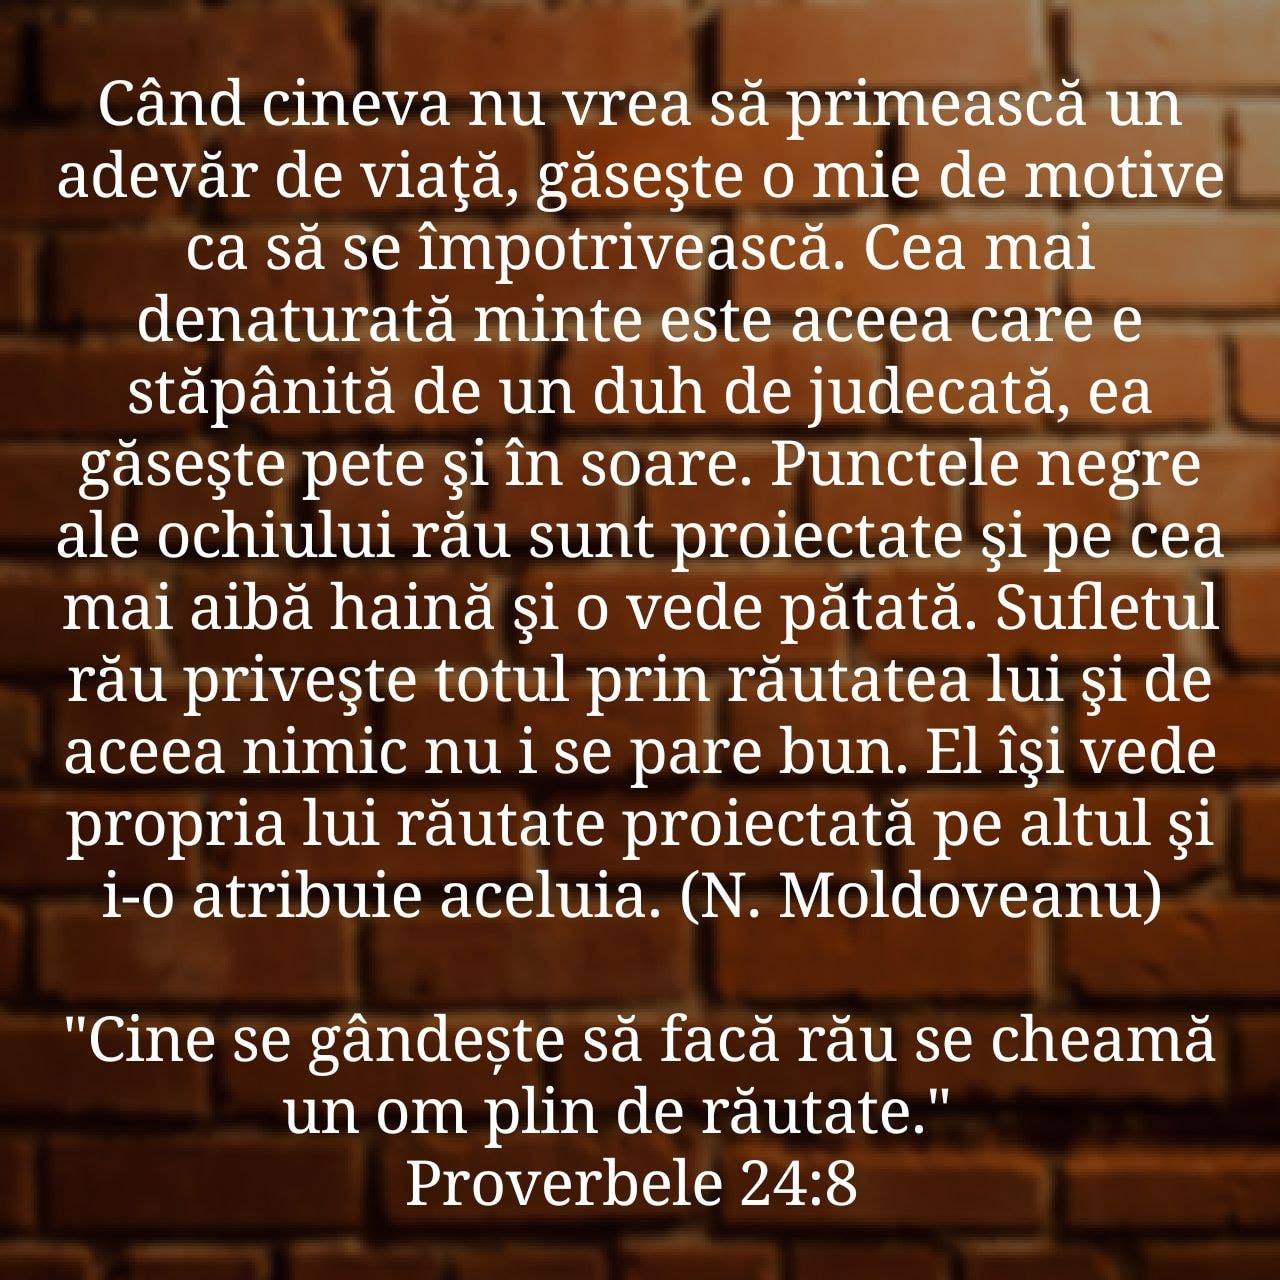 Când cineva nu vrea să primească un
adevăr de viaţă, găseşte o mie de motive
ca să se împotrivească. Cea mai
denaturată minte este aceea care e
stăpânită de un duh de judecată, ea
găseşte pete şi în soare. Punctele negre
ale ochiului rău sunt proiectate şi pe cea
mai aibă haină şi o vede pătată. Sufletul
rău priveşte totul prin răutatea lui şi de
aceea nimic nu i se pare bun. El îşi vede
propria lui răutate proiectată pe altul şi
i-o atribuie aceluia. (N. Moldoveanu)
"Cine se gândește să facă rău se cheamă
un om plin de răutate."
Proverbele 24:8